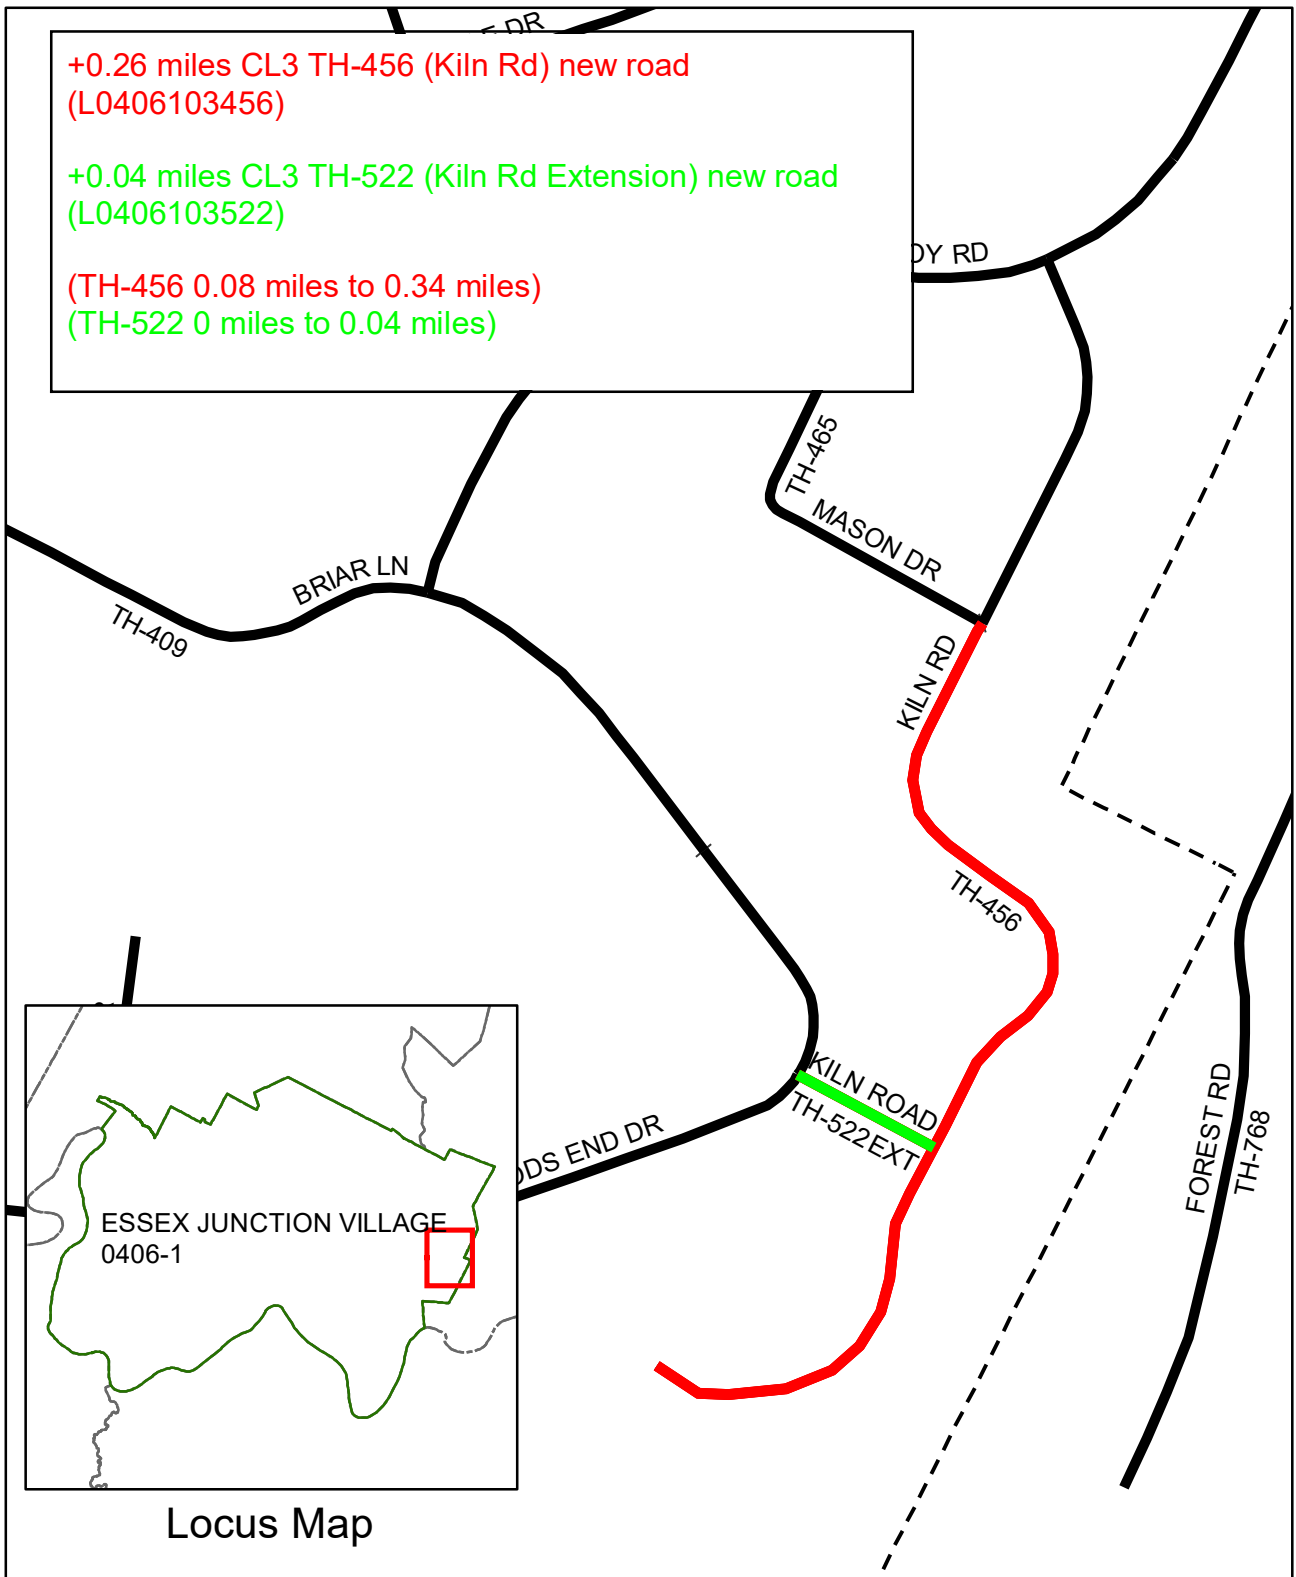 DR
+0.26 miles CL3 TH-456 (Kiln Rd) new road
(L0406103456)
+0.04 miles CL3 TH-522 (Kiln Rd Extension) new road
(L0406103522)
(TH-456 0.08 miles to 0.34 miles)
(TH-522 0 miles to 0.04 miles)
RD
TH-465
MASON DR
BRIAR LN
TH-409
KILN RD
TH-456
KILN ROAD
TH-522 EXT
END DR
FOREST RD
TH-768
ESSEX JUNCTION VILLAGE
0406-1
Locus Map